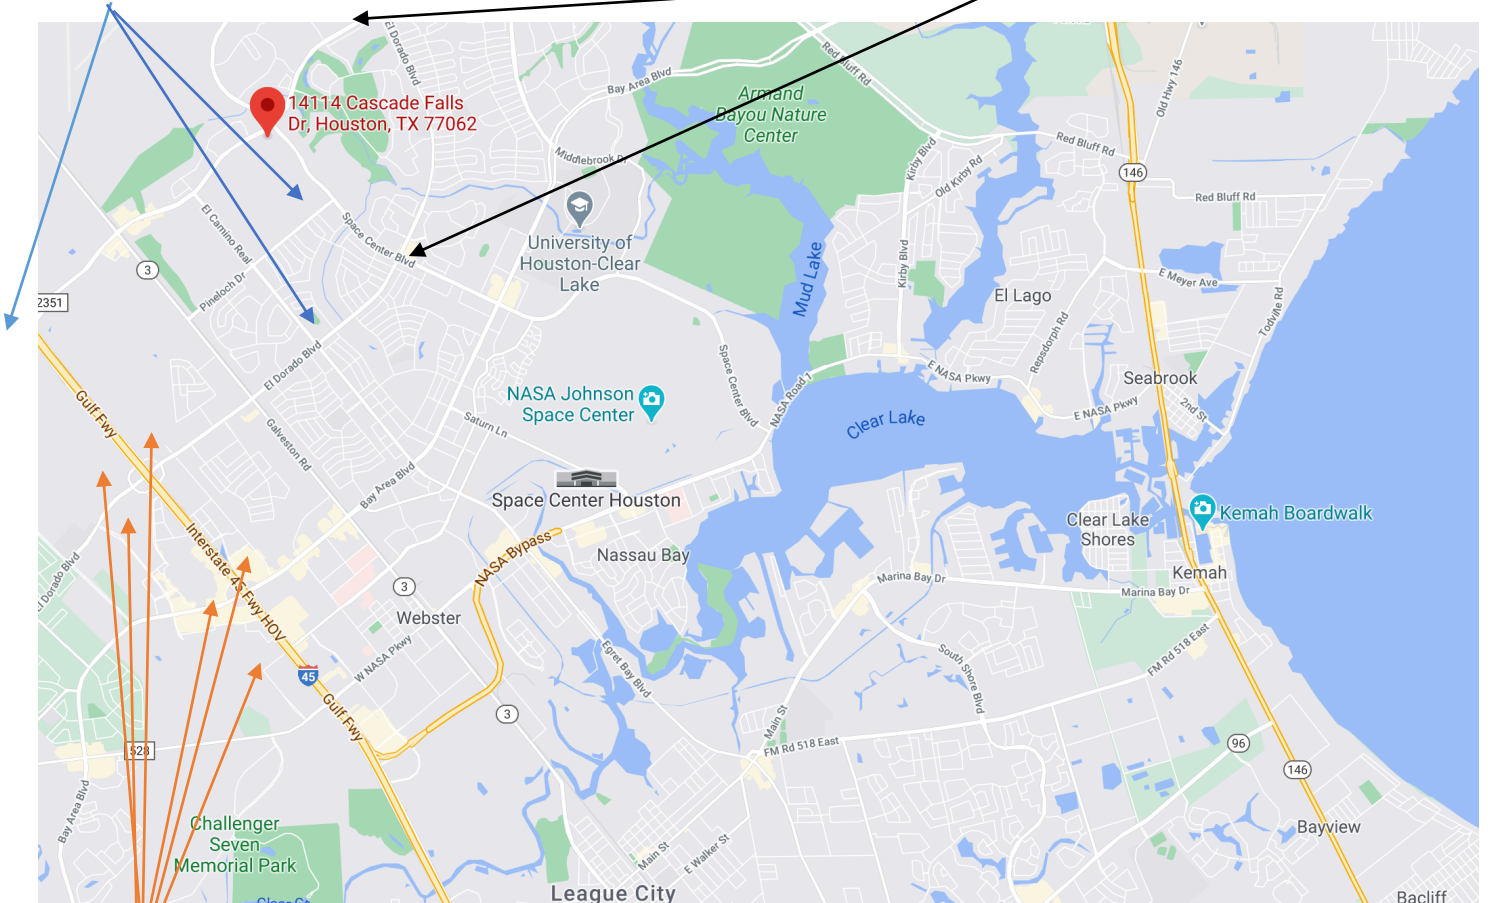 El Dorado Blvd
Red Bluff Rd
Old Hwy 146
Bay Area Blvd
14114 Cascade Falls
Dr, Houston, TX 77062
Armand
Bayou Nature
Center
Middlebrook Dr
Kirby Blvd
Old Kirby Rd
Red Bluff Rd
146
Red Bluff Rd
El Camino Real
Space Center Blvd
University of
Houston-Clear
Lake
3
Pineloch Dr
2351
Mud Lake
Kirby Blvd
El Lago
E Meyer Ave
Todville Rd
Repsdorph Rd
El Dorado Blvd
Space Center Blvd
NASA Road 1
E NASA Pkwy
Seabrook
NASA Johnson
Space Center
Gulf Fwy
Saturn Ln
Clear Lake
E NASA Pkwy
2nd St
Galveston Rd
Bay Area Blvd
Space Center Houston
Clear Lake
Shores
Kemah Boardwalk
Interstate 45 Fwy HOV
NASA Bypass
Nassau Bay
El Dorado Blvd
3
Webster
Marina Bay Dr
Kemah
Marina Bay Dr
W NASA Pkwy
45
Egret Bay Blvd
South Shore Blvd
FM Rd 518 East
Gulf Fwy
3
Main St
FM Rd 518 East
528
96
146
Bay Area Blvd
Challenger
Seven
Memorial Park
Bayview
Main St
E Walker St
League City
Bacliff